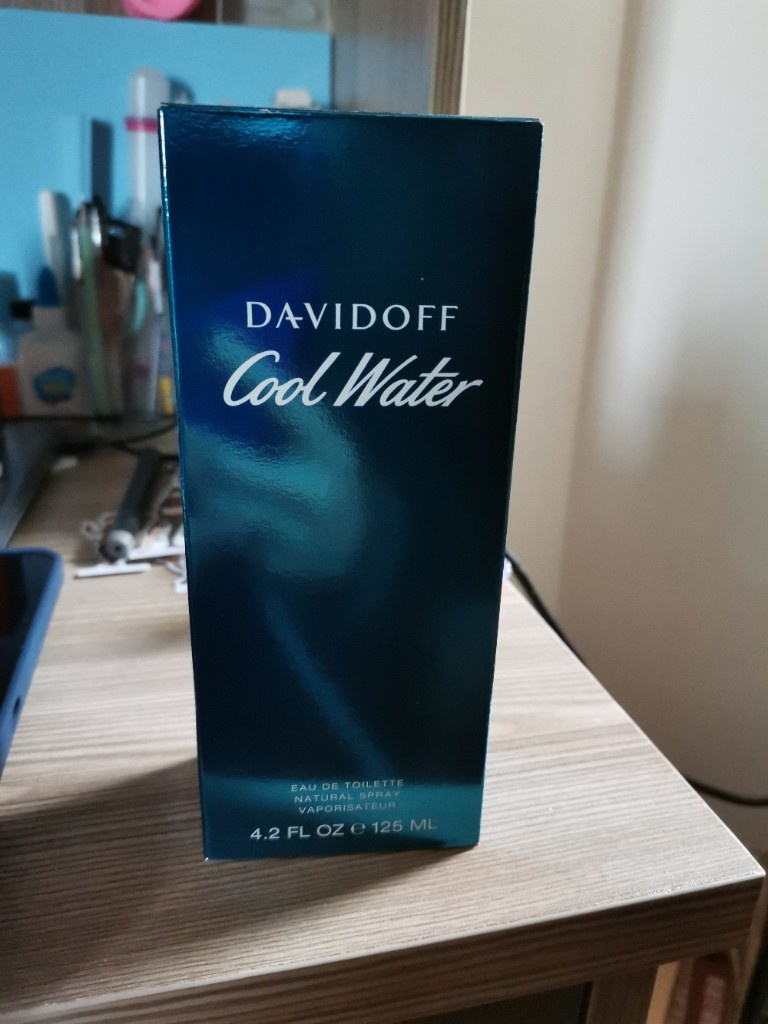 DAVIDOFF
Cool Water
EAU DE TOILETTE
NATURAL SPRAY
VAPORISATEUR
4.2 FL OZ ℮ 125 ML